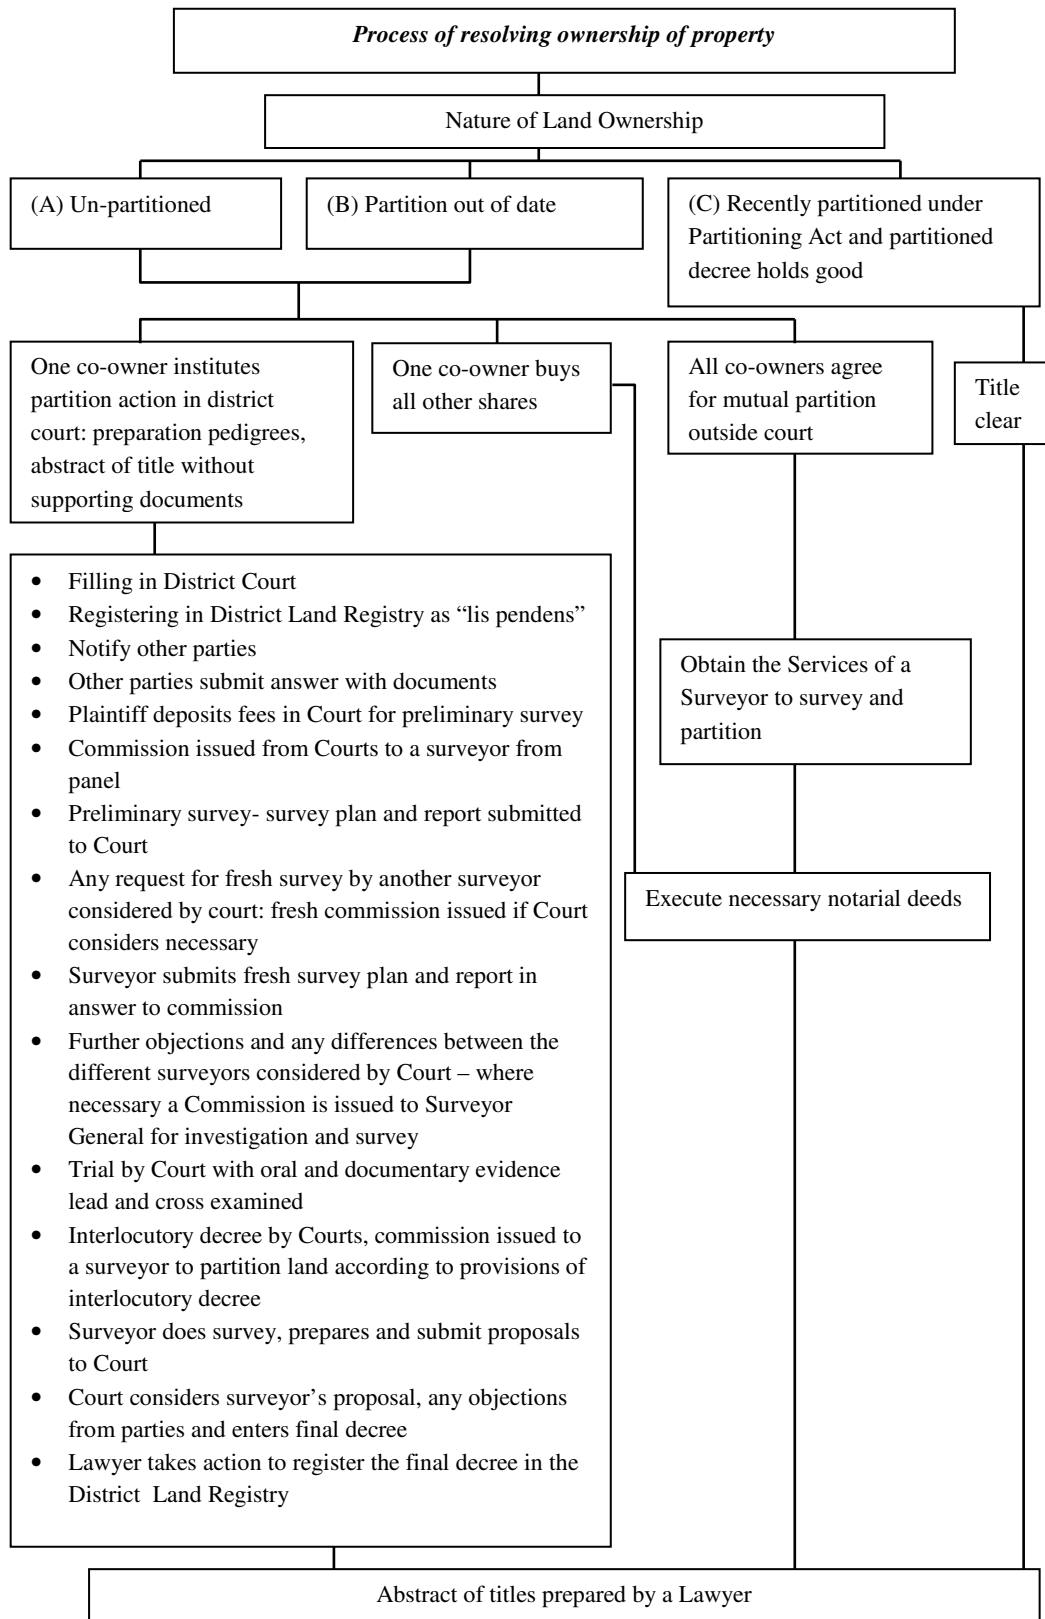 Process of resolving ownership of property
Nature of Land Ownership
(A) Un-partitioned
(B) Partition out of date
(C) Recently partitioned under
Partitioning Act and partitioned
decree holds good
One co-owner institutes
partition action in district
court: preparation pedigrees,
abstract of title without
supporting documents
One co-owner buys
all other shares
All co-owners agree
for mutual partition
outside court
Title
clear
• Filling in District Court
• Registering in District Land Registry as “lis pendens”
• Notify other parties
• Other parties submit answer with documents
• Plaintiff deposits fees in Court for preliminary survey
• Commission issued from Courts to a surveyor from
panel
• Preliminary survey- survey plan and report submitted
to Court
• Any request for fresh survey by another surveyor
considered by court: fresh commission issued if Court
considers necessary
• Surveyor submits fresh survey plan and report in
answer to commission
• Further objections and any differences between the
different surveyors considered by Court – where
necessary a Commission is issued to Surveyor
General for investigation and survey
• Trial by Court with oral and documentary evidence
lead and cross examined
• Interlocutory decree by Courts, commission issued to
a surveyor to partition land according to provisions of
interlocutory decree
• Surveyor does survey, prepares and submit proposals
to Court
• Court considers surveyor’s proposal, any objections
from parties and enters final decree
• Lawyer takes action to register the final decree in the
District Land Registry
Obtain the Services of a
Surveyor to survey and
partition
Execute necessary notarial deeds
Abstract of titles prepared by a Lawyer